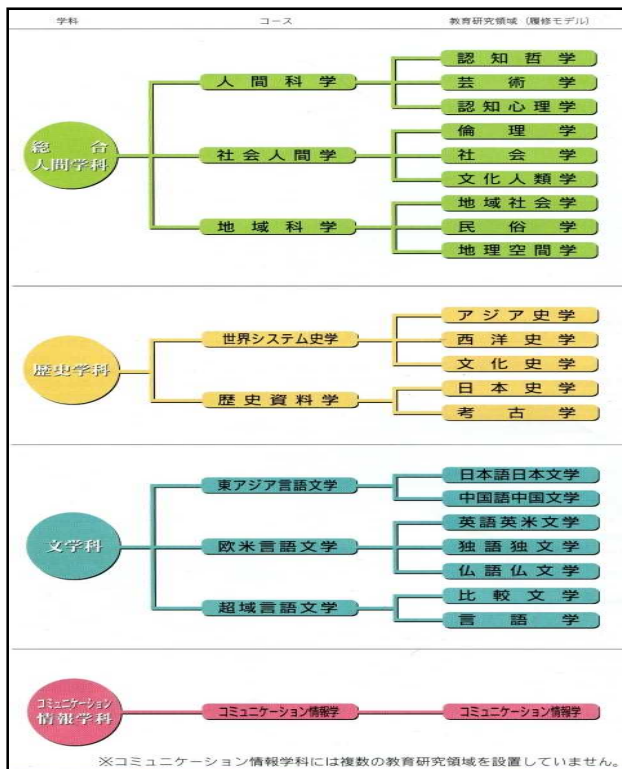 学科 コース 教育研究領域（履修モデル）
総合
人間学科
人間科学
認知哲学
芸術学
認知心理学
社会人間学
倫理学
社会学
文化人類学
地域科学
地域社会学
民俗学
地理空間学
歴史学科
世界システム史学
アジア史学
西洋史学
文化史学
歴史資料学
日本史学
考古学
文学科
東アジア言語文学
日本語日本文学
中国語中国文学
欧米言語文学
英語英米文学
独語独文学
仏語仏文学
超域言語文学
比較文学
言語学
コミュニケーション
情報学科
コミュニケーション情報学
コミュニケーション情報学
※コミュニケーション情報学科には複数の教育研究領域を設置していません。